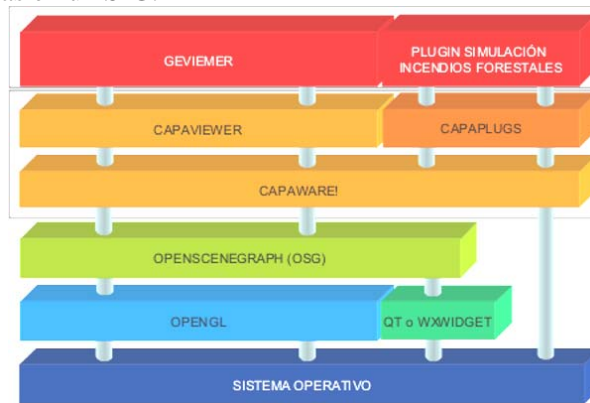 GEVIEMER
PLUGIN SIMULACIÓN
INCENDIOS FORESTALES
CAPAVIEWER
CAPAPLUGS
CAPAWARE!
OPENSCENEGRAPH (OSG)
OPENGL
QT o WXWIDGET
SISTEMA OPERATIVO